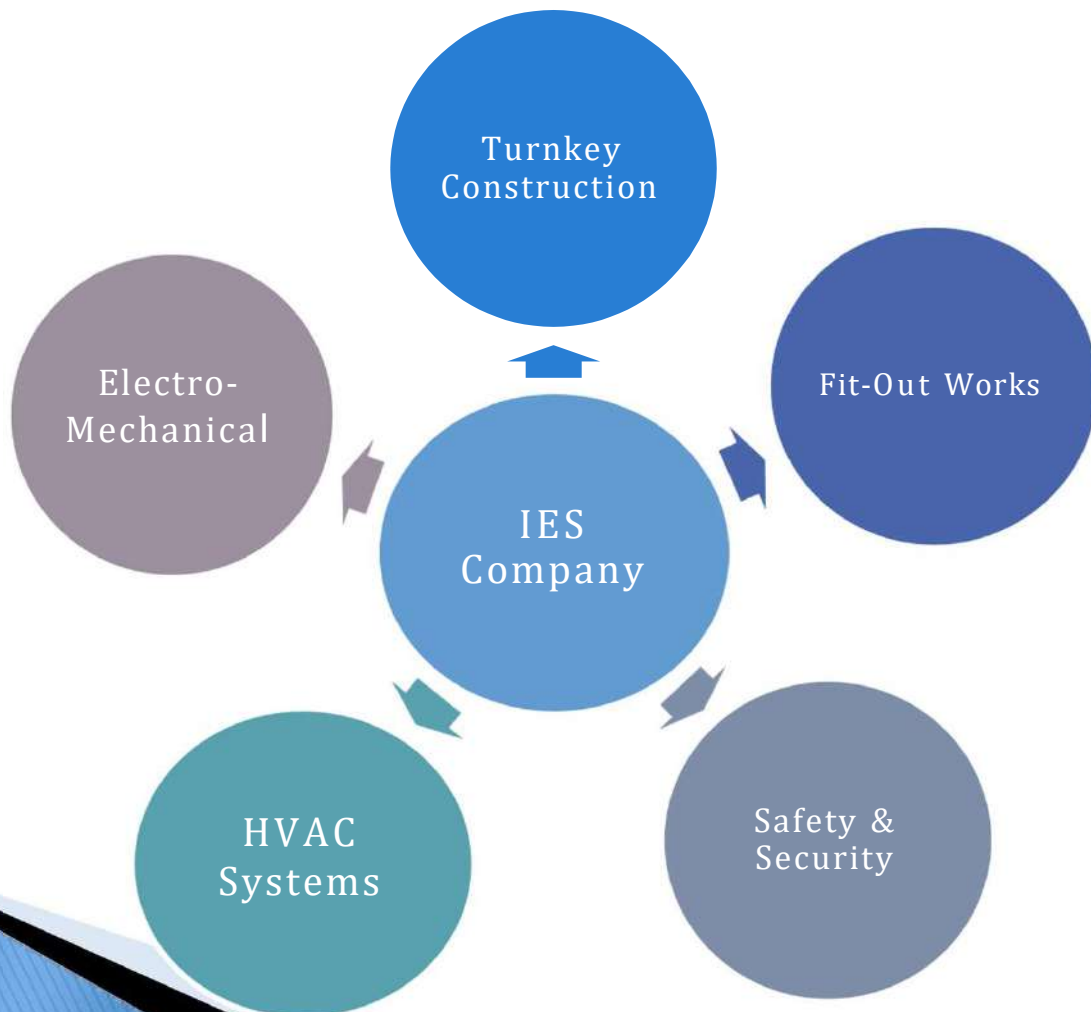 Turnkey
Construction
Electro-
Mechanical
Fit-Out Works
IES
Company
HVAC
Systems
Safety &
Security